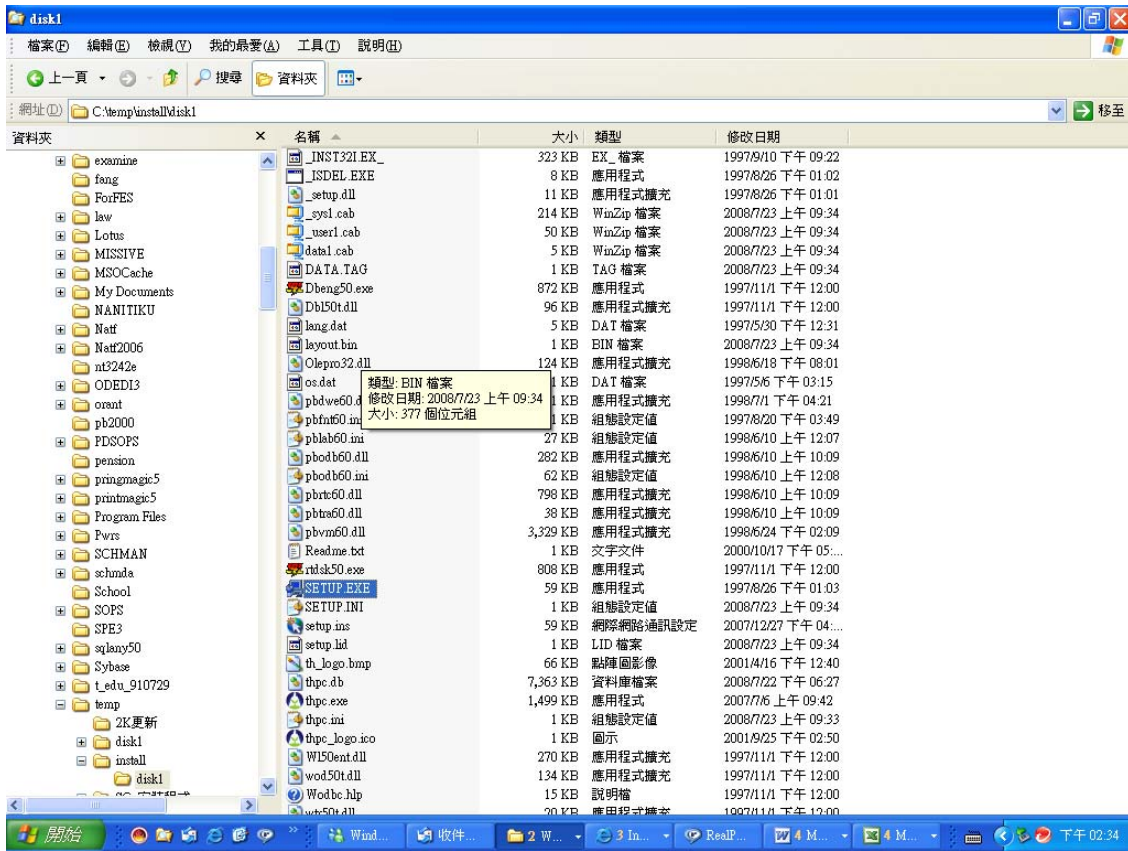 disk1
檔案(F) 編輯(E) 檢視(V) 我的最愛(A) 工具(T) 說明(H)
上一頁 搜尋 資料夾
網址(D) C:\temp\install\disk1 移至
資料夾
examine
fang
ForFES
law
Lotus
MISSIVE
MSOCache
My Documents
NANITIKU
Natf
Natf2006
nt3242e
ODEDI3
orant
pb2000
PDSOPS
pension
pringmagic5
printmagic5
Program Files
Pwrs
SCHMAN
schmda
School
SOPS
SPE3
sqlany50
Sybase
t_edu_910729
temp
2K更新
disk1
install
disk1
名稱 大小 類型 修改日期
_INST32I.EX_ 323 KB EX_ 檔案 1997/9/10 下午 09:22
_ISDEL.EXE 8 KB 應用程式 1997/8/26 下午 01:02
_setup.dll 11 KB 應用程式擴充 1997/8/26 下午 01:01
_sys1.cab 214 KB WinZip 檔案 2008/7/23 上午 09:34
_user1.cab 50 KB WinZip 檔案 2008/7/23 上午 09:34
data1.cab 5 KB WinZip 檔案 2008/7/23 上午 09:34
DATA.TAG 1 KB TAG 檔案 2008/7/23 上午 09:34
Dbeng50.exe 872 KB 應用程式 1997/11/1 下午 12:00
Dbl50t.dll 96 KB 應用程式擴充 1997/11/1 下午 12:00
lang.dat 5 KB DAT 檔案 1997/5/30 下午 12:31
layout.bin 1 KB BIN 檔案 2008/7/23 上午 09:34
Olepro32.dll 124 KB 應用程式擴充 1998/6/18 下午 08:01
os.dat 1 KB DAT 檔案 1997/5/6 下午 03:15
pbdwe60.d 1 KB 應用程式擴充 1998/7/1 下午 04:21
pbfnt60.in 1 KB 組態設定值 1997/8/20 下午 03:49
類型: BIN 檔案
修改日期: 2008/7/23 上午 09:34
大小: 377 個位元組
pblab60.ini 27 KB 組態設定值 1998/6/10 上午 12:07
pbodb60.dll 282 KB 應用程式擴充 1998/6/10 上午 10:09
pbodb60.ini 62 KB 組態設定值 1998/6/10 上午 12:08
pbrtc60.dll 798 KB 應用程式擴充 1998/6/10 上午 10:09
pbtra60.dll 38 KB 應用程式擴充 1998/6/10 上午 10:09
pbvm60.dll 3,329 KB 應用程式擴充 1998/6/24 下午 02:09
Readme.txt 1 KB 文字文件 2000/10/17 下午 05:...
rtdsk50.exe 808 KB 應用程式 1997/11/1 下午 12:00
SETUP.EXE 59 KB 應用程式 1997/8/26 下午 01:03
SETUP.INI 1 KB 組態設定值 2008/7/23 上午 09:34
setup.ins 59 KB 網際網路通訊設定 2007/12/27 下午 04:...
setup.lid 1 KB LID 檔案 2008/7/23 上午 09:34
th_logo.bmp 66 KB 點陣圖影像 2001/4/16 下午 12:40
thpc.db 7,363 KB 資料庫檔案 2008/7/22 下午 06:27
thpc.exe 1,499 KB 應用程式 2007/7/6 上午 09:42
thpc.ini 1 KB 組態設定值 2008/7/23 上午 09:33
thpc_logo.ico 1 KB 圖示 2001/9/25 下午 02:50
Wl50ent.dll 270 KB 應用程式擴充 1997/11/1 下午 12:00
wod50t.dll 134 KB 應用程式擴充 1997/11/1 下午 12:00
Wodbc.hlp 15 KB 說明檔 1997/11/1 下午 12:00
wtr50t.dll 20 KB 應用程式擴充 1997/11/1 下午 12:00
開始 Wind... 收件... 2 W... 3 In... RealP... 4 M... 4 M... 下午 02:34